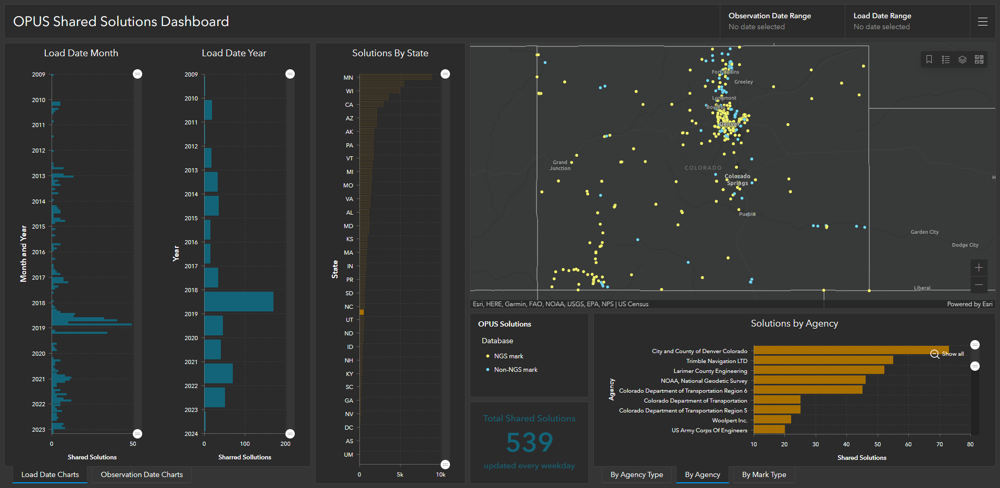 OPUS Shared Solutions Dashboard
Observation Date Range
No date selected
Load Date Range
No date selected
Load Date Month
2009
2010
2011
2012
2013
2014
2015
2016
2017
2018
2019
2020
2021
2022
2023
Month and Year
0
50
Shared Solutions
Load Date Year
2009
2010
2011
2012
2013
2014
2015
2016
2017
2018
2019
2020
2021
2022
2023
2024
Year
0
100
200
Sharred Sollutions
Load Date Charts
Observation Date Charts
Solutions By State
MN
WI
CA
AZ
AK
PA
VT
MI
MO
VA
AL
MD
KS
MA
IN
PR
SD
NC
UT
ND
ID
NH
KY
SC
GA
NV
DC
AS
UM
State
0
5k
10k
Fort Collins
Greeley
Longmont
Boulder
Denver
Grand
Junction
COLORADO
Colorado
Springs
Pueblo
Garden City
Dodge City
Liberal
H
Esri, HERE, Garmin, FAO, NOAA, USGS, EPA, NPS | US Census
Powered by Esri
OPUS Solutions
Database
NGS mark
Non-NGS mark
Total Shared Solutions
539
updated every weekday
Solutions by Agency
City and County of Denver Colorado
Trimble Navigation LTD
Larimer County Engineering
NOAA, National Geodetic Survey
Colorado Department of Transportation Region 6
Colorado Department of Transportation
Colorado Department of Transportation Region 5
Woolpert Inc.
US Army Corps Of Engineers
Agency
Show all
10
20
30
40
50
60
70
80
Shared Solutions
By Agency Type
By Agency
By Mark Type